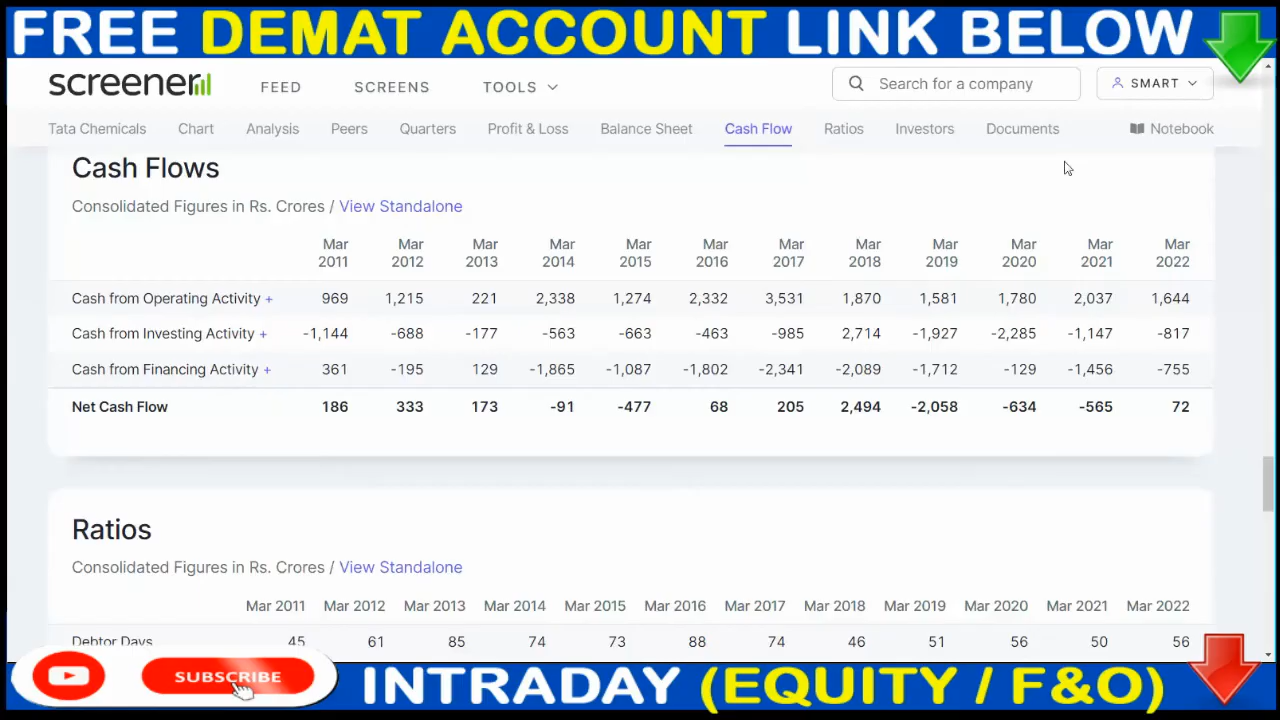 FREE DEMAT ACCOUNT LINK BELOW
screener FEED SCREENS TOOLS Search for a company SMART
Tata Chemicals Chart Analysis Peers Quarters Profit & Loss Balance Sheet Cash Flow Ratios Investors Documents Notebook
Cash Flows
Consolidated Figures in Rs. Crores / View Standalone
Mar 2011 Mar 2012 Mar 2013 Mar 2014 Mar 2015 Mar 2016 Mar 2017 Mar 2018 Mar 2019 Mar 2020 Mar 2021 Mar 2022
Cash from Operating Activity + 969 1,215 221 2,338 1,274 2,332 3,531 1,870 1,581 1,780 2,037 1,644
Cash from Investing Activity + -1,144 -688 -177 -563 -663 -463 -985 2,714 -1,927 -2,285 -1,147 -817
Cash from Financing Activity + 361 -195 129 -1,865 -1,087 -1,802 -2,341 -2,089 -1,712 -129 -1,456 -755
Net Cash Flow 186 333 173 -91 -477 68 205 2,494 -2,058 -634 -565 72
Ratios
Consolidated Figures in Rs. Crores / View Standalone
Mar 2011 Mar 2012 Mar 2013 Mar 2014 Mar 2015 Mar 2016 Mar 2017 Mar 2018 Mar 2019 Mar 2020 Mar 2021 Mar 2022
Debtor Days 45 61 85 74 73 88 74 46 51 56 50 56
SUBSCRIBE INTRADAY (EQUITY / F&O)